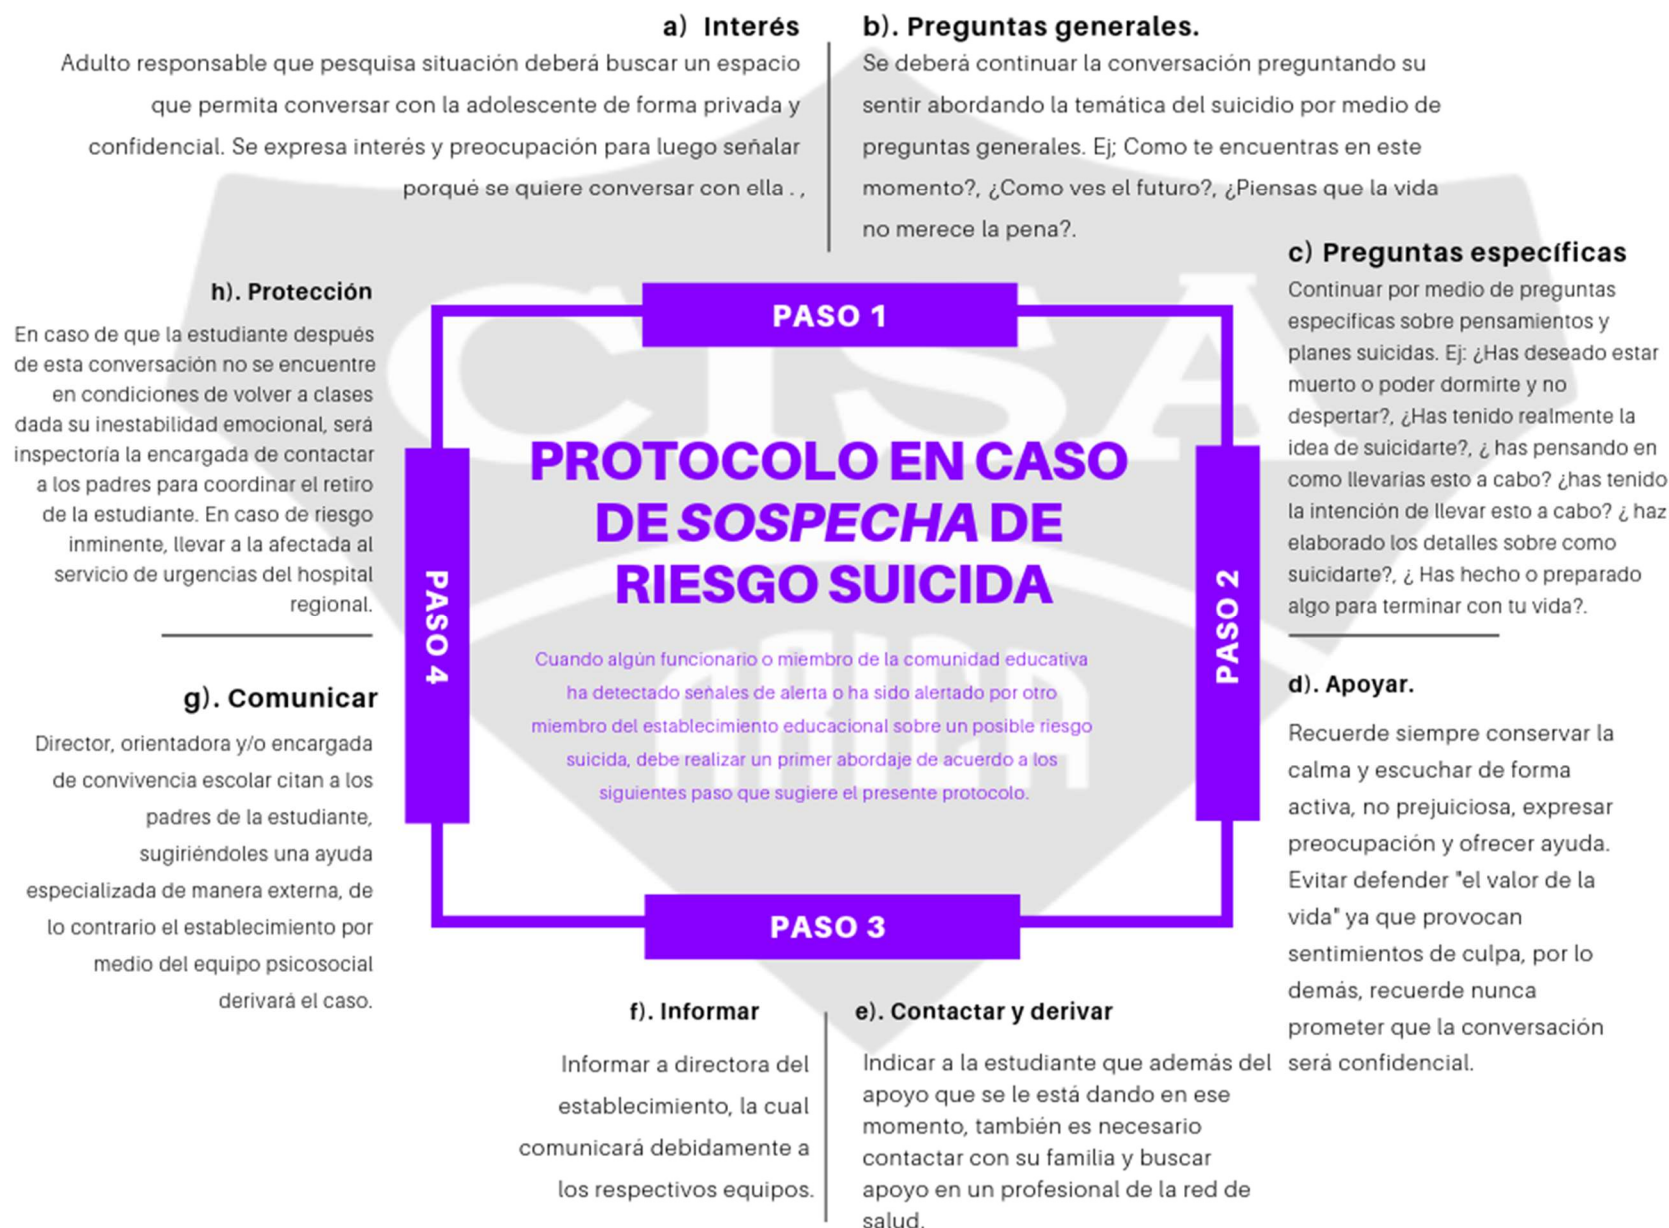 a) Interés
Adulto responsable que pesquisa situación deberá buscar un espacio
que permita conversar con la adolescente de forma privada y
confidencial. Se expresa interés y preocupación para luego señalar
porqué se quiere conversar con ella . ,
b). Preguntas generales.
Se deberá continuar la conversación preguntando su
sentir abordando la temática del suicidio por medio de
preguntas generales. Ej; Como te encuentras en este
momento?, ¿Como ves el futuro?, ¿Piensas que la vida
no merece la pena?.
c) Preguntas específicas
Continuar por medio de preguntas
especificas sobre pensamientos y
planes suicidas. Ej: ¿Has deseado estar
muerto o poder dormirte y no
despertar?, ¿Has tenido realmente la
idea de suicidarte?, ¿ has pensando en
como llevarias esto a cabo? ¿has tenido
la intención de llevar esto a cabo? ¿ haz
elaborado los detalles sobre como
suicidarte?, ¿ Has hecho o preparado
algo para terminar con tu vida?.
d). Apoyar.
Recuerde siempre conservar la
calma y escuchar de forma
activa, no prejuiciosa, expresar
preocupación y ofrecer ayuda.
Evitar defender "el valor de la
vida" ya que provocan
sentimientos de culpa, por lo
demás, recuerde nunca
prometer que la conversación
será confidencial.
e). Contactar y derivar
Indicar a la estudiante que además del
apoyo que se le está dando en ese
momento, también es necesario
contactar con su familia y buscar
apoyo en un profesional de la red de
salud.
f). Informar
Informar a directora del
establecimiento, la cual
comunicará debidamente a
los respectivos equipos.
g). Comunicar
Director, orientadora y/o encargada
de convivencia escolar citan a los
padres de la estudiante,
sugiriéndoles una ayuda
especializada de manera externa, de
lo contrario el establecimiento por
medio del equipo psicosocial
derivará el caso.
h). Protección
En caso de que la estudiante después
de esta conversación no se encuentre
en condiciones de volver a clases
dada su inestabilidad emocional, será
inspectoría la encargada de contactar
a los padres para coordinar el retiro
de la estudiante. En caso de riesgo
inminente, llevar a la afectada al
servicio de urgencias del hospital
regional.
PASO 1
PASO 2
PASO 3
PASO 4
PROTOCOLO EN CASO
DE SOSPECHA DE
RIESGO SUICIDA
Cuando algún funcionario o miembro de la comunidad educativa
ha detectado señales de alerta o ha sido alertado por otro
miembro del establecimiento educacional sobre un posible riesgo
suicida, debe realizar un primer abordaje de acuerdo a los
siguientes paso que sugiere el presente protocolo.
CISA
ARICA